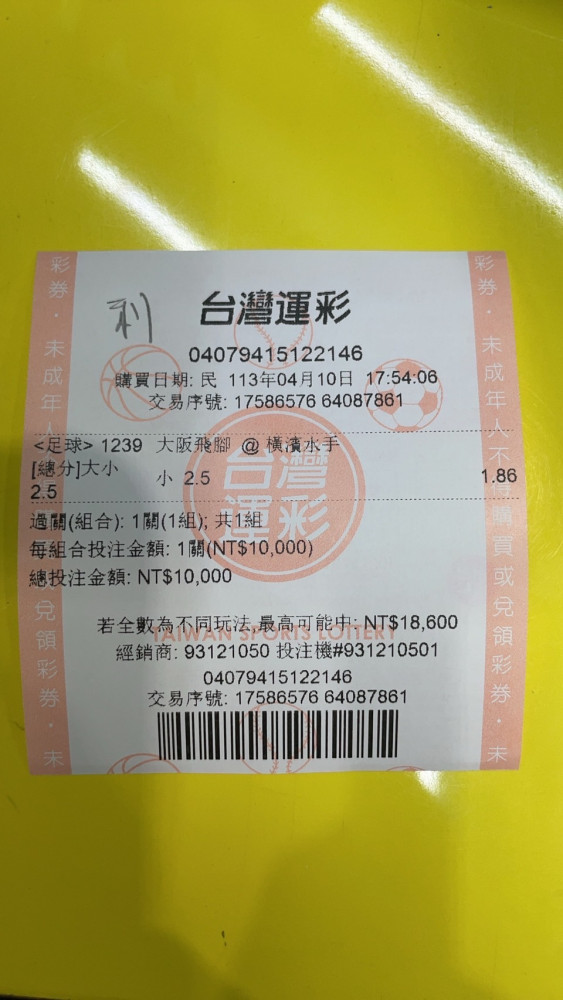 利
台灣運彩
04079415122146
購買日期: 民 113年04月10日 17:54:06
交易序號: 17586576 64087861
<足球> 1239 大阪飛腳 @ 橫濱水手
[總分]大小 小 2.5 1.86
2.5
過關(組合): 1關(1組); 共1組
每組合投注金額: 1關(NT$10,000)
總投注金額: NT$10,000
台灣運彩
TAIWAN SPORTS LOTTERY
若全數為不同玩法,最高可能中: NT$18,600
經銷商: 93121050 投注機#931210501
04079415122146
交易序號: 17586576 64087861
彩券．未成年人
兌領彩券．未
彩券．未成年人不得購買或兌領彩券．未